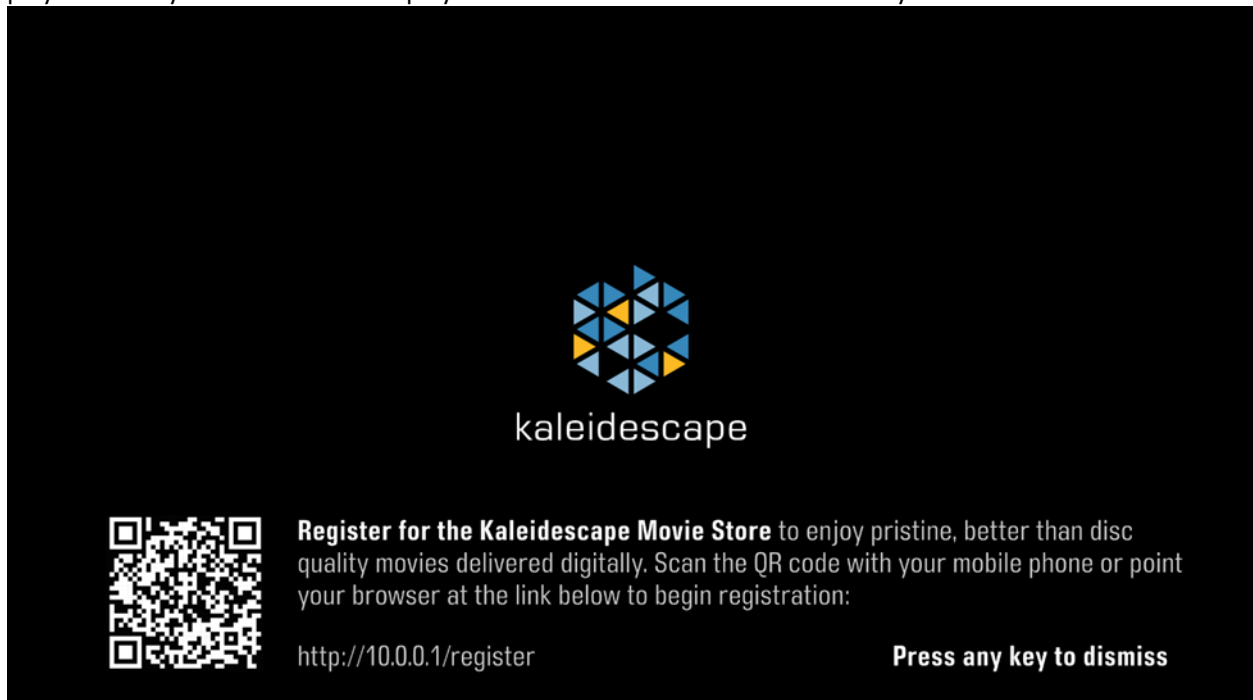 kaleidescape
Register for the Kaleidescape Movie Store to enjoy pristine, better than disc
quality movies delivered digitally. Scan the QR code with your mobile phone or point
your browser at the link below to begin registration:
http://10.0.0.1/register
Press any key to dismiss